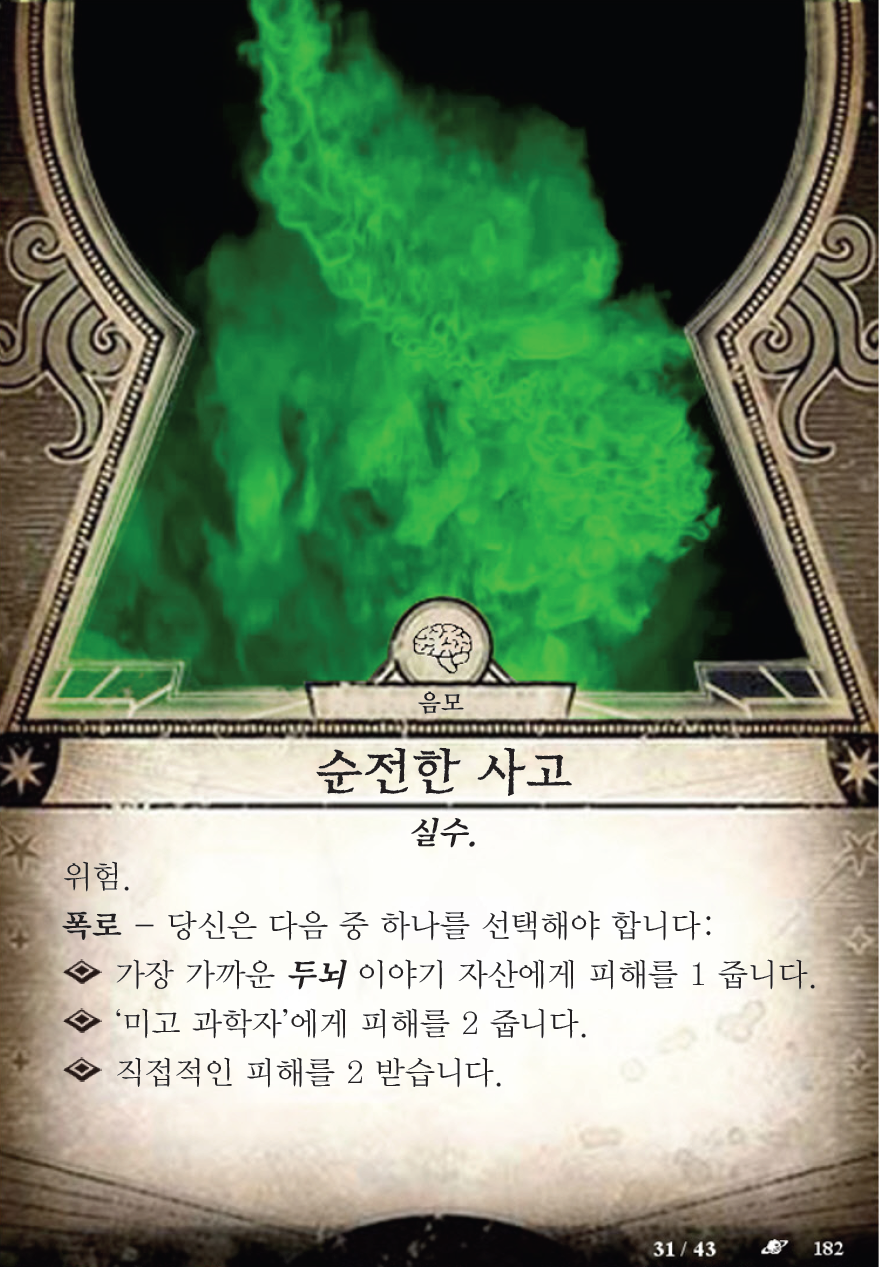 음모
순전한 사고
실수.
위험.
폭로 – 당신은 다음 중 하나를 선택해야 합니다:
가장 가까운 두뇌 이야기 자산에게 피해를 1 줍니다.
‘미고 과학자’에게 피해를 2 줍니다.
직접적인 피해를 2 받습니다.
31 / 43 182